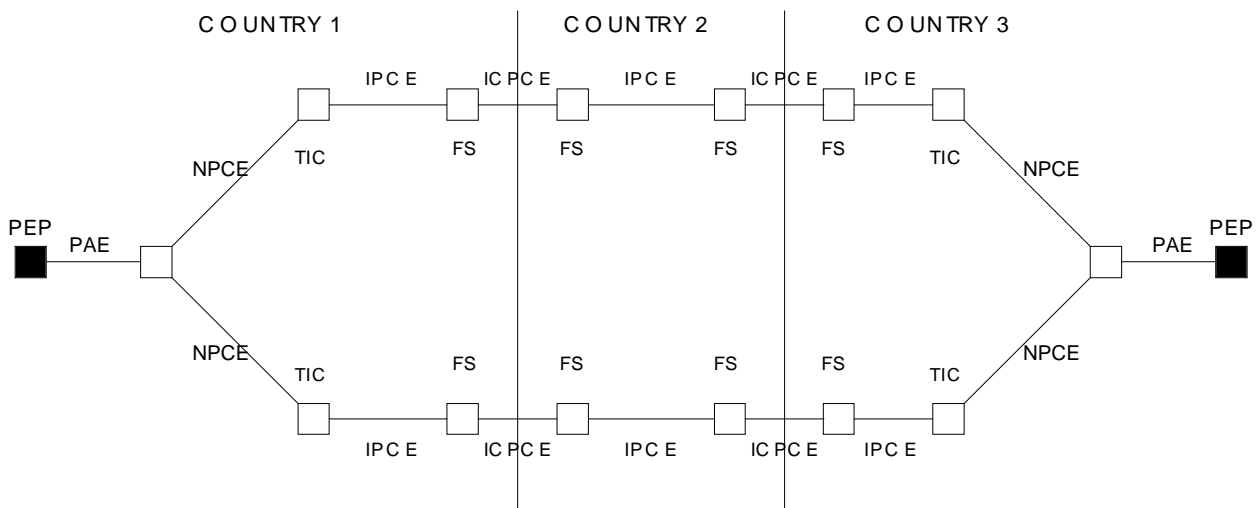 COUNTRY 1 COUNTRY 2 COUNTRY 3
IPCE ICPCE IPCE ICPCE IPCE
TIC FS FS FS FS TIC
NPCE NPCE
PEP PAE PAE PEP
NPCE NPCE
TIC FS FS FS FS TIC
IPCE ICPCE IPCE ICPCE IPCE